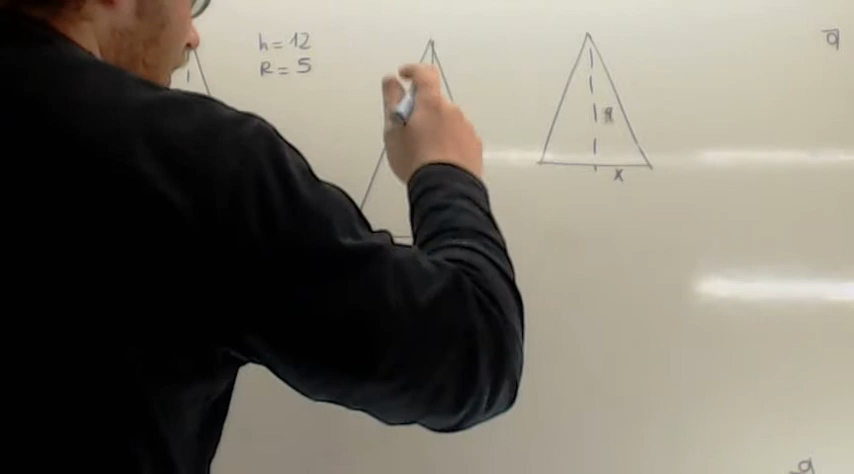 h = 12
R = 5
x
a
a